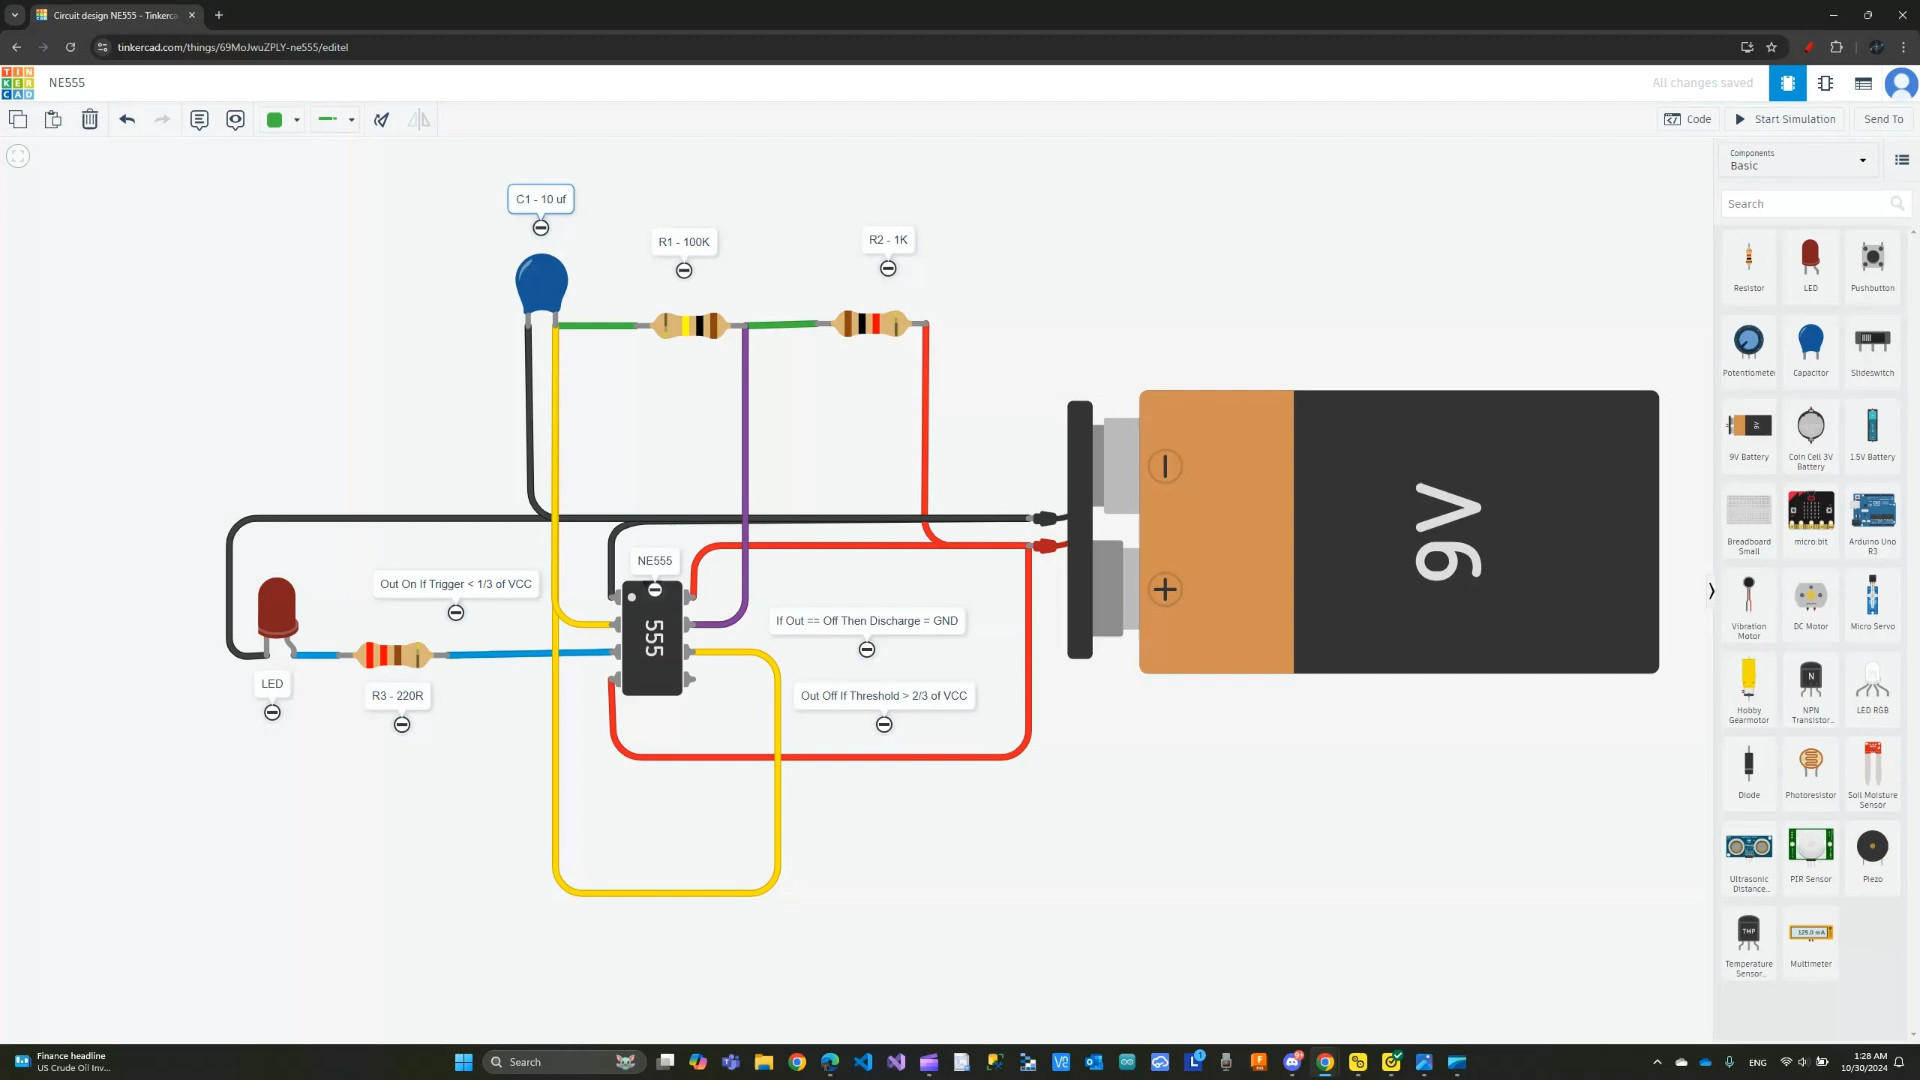 Circuit design NE555 - Tinkerca
tinkercad.com/things/69MoJwuZPLY-ne555/editel
TIN
KER
CAD
NE555
All changes saved
Code
Start Simulation
Send To
Components
Basic
Search
Resistor
LED
Pushbutton
Potentiomete
Capacitor
Slideswitch
9V
9V Battery
Coin Cell 3V
Battery
1.5V Battery
Breadboard
Small
micro:bit
Arduino Uno
R3
Vibration
Motor
DC Motor
Micro Servo
Hobby
Gearmotor
N
NPN
Transistor...
LED RGB
Diode
Photoresistor
Soil Moisture
Sensor
Ultrasonic
Distance...
PIR Sensor
Piezo
TMP
Temperature
Sensor...
Multimeter
C1 - 10 uf
R1 - 100K
R2 - 1K
9V
NE555
Out On If Trigger < 1/3 of VCC
555
If Out == Off Then Discharge = GND
LED
R3 - 220R
Out Off If Threshold > 2/3 of VCC
Finance headline
US Crude Oil Inv...
Search
ENG
1:28 AM
10/30/2024